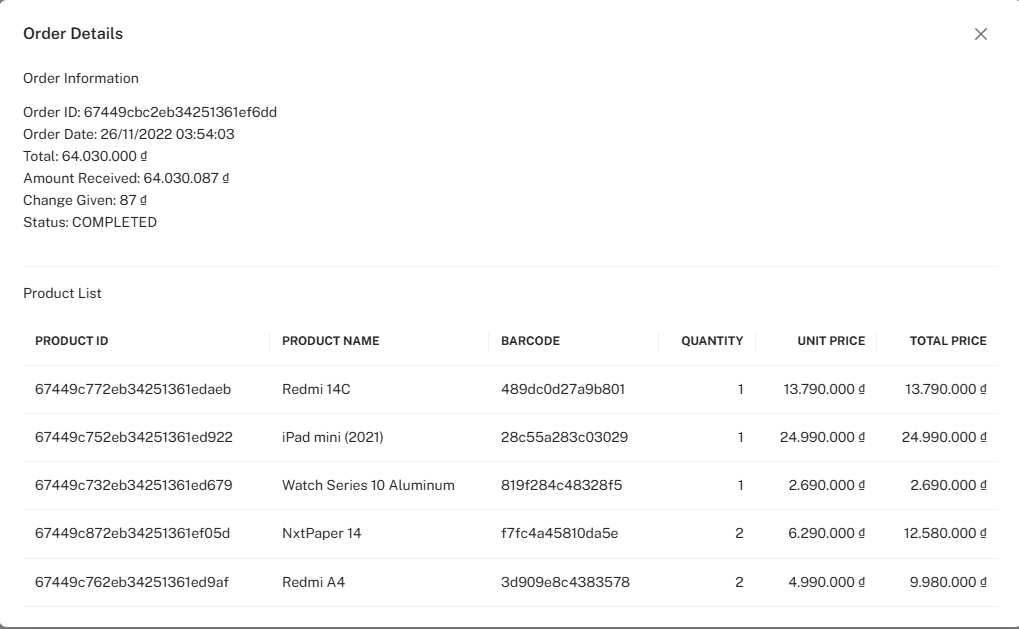 Order Details
Order Information
Order ID: 67449cbc2eb34251361ef6dd
Order Date: 26/11/2022 03:54:03
Total: 64.030.000 ₫
Amount Received: 64.030.087 ₫
Change Given: 87 ₫
Status: COMPLETED
Product List
PRODUCT ID PRODUCT NAME BARCODE QUANTITY UNIT PRICE TOTAL PRICE
67449c772eb34251361edaeb Redmi 14C 489dc0d27a9b801 1 13.790.000 ₫ 13.790.000 ₫
67449c752eb34251361ed922 iPad mini (2021) 28c55a283c03029 1 24.990.000 ₫ 24.990.000 ₫
67449c732eb34251361ed679 Watch Series 10 Aluminum 819f284c48328f5 1 2.690.000 ₫ 2.690.000 ₫
67449c872eb34251361ef05d NxtPaper 14 f7fc4a45810da5e 2 6.290.000 ₫ 12.580.000 ₫
67449c762eb34251361ed9af Redmi A4 3d909e8c4383578 2 4.990.000 ₫ 9.980.000 ₫